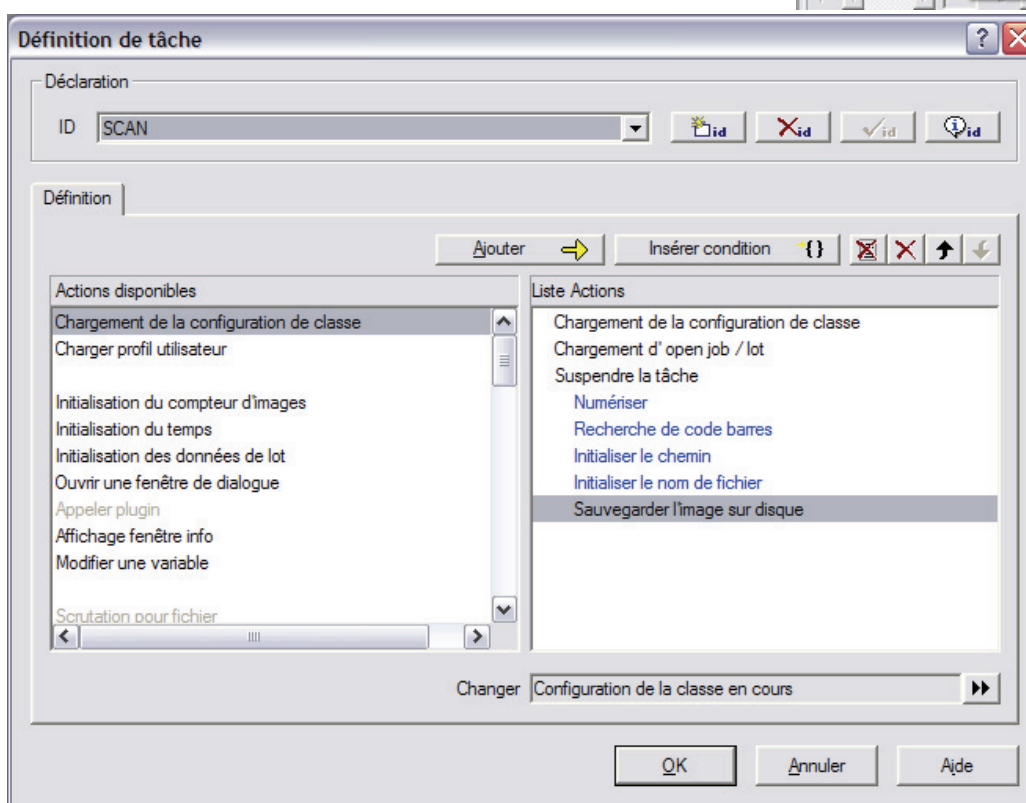 Définition de tâche
Déclaration
ID SCAN
id id id id
Définition
Ajouter Insérer condition {}
Actions disponibles
Chargement de la configuration de classe
Charger profil utilisateur
Initialisation du compteur d'images
Initialisation du temps
Initialisation des données de lot
Ouvrir une fenêtre de dialogue
Appeler plugin
Affichage fenêtre info
Modifier une variable
Scrutation pour fichier
Liste Actions
Chargement de la configuration de classe
Chargement d' open job / lot
Suspendre la tâche
Numériser
Recherche de code barres
Initialiser le chemin
Initialiser le nom de fichier
Sauvegarder l'image sur disque
Changer Configuration de la classe en cours
OK Annuler Aide